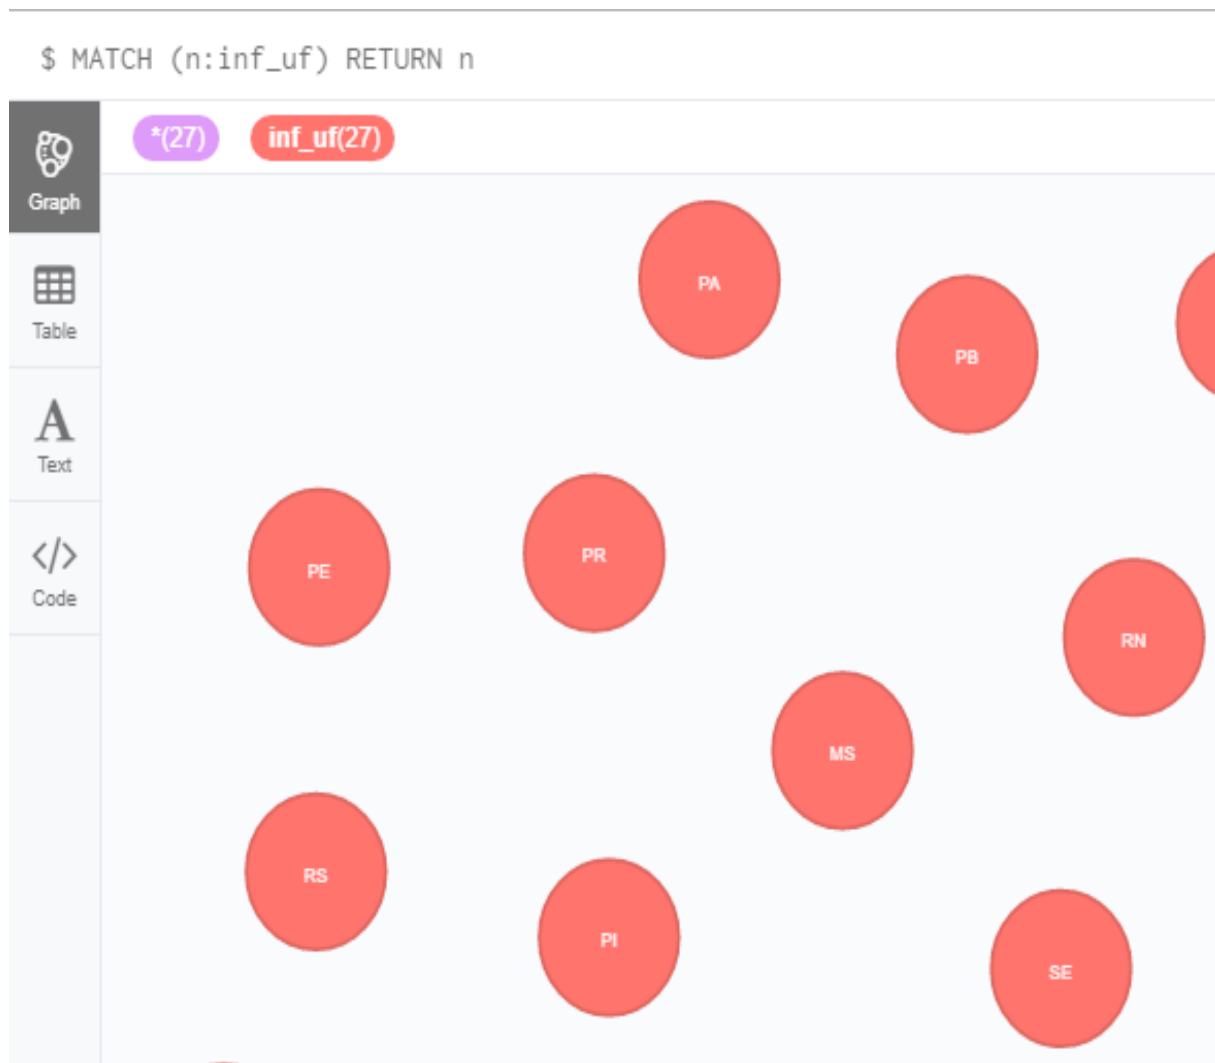 $ MATCH (n:inf_uf) RETURN n
*(27) inf_uf(27)
Graph
Table
Text
Code
PA
PB
PE
PR
RN
MS
RS
PI
SE